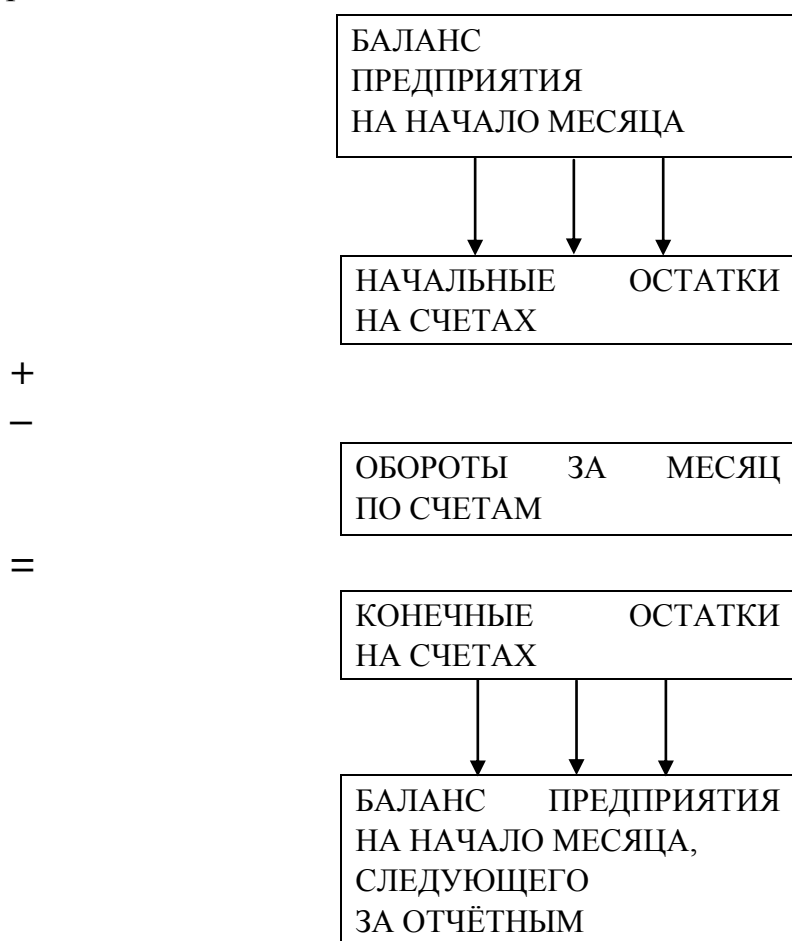 БАЛАНС
ПРЕДПРИЯТИЯ
НА НАЧАЛО МЕСЯЦА
НАЧАЛЬНЫЕ ОСТАТКИ
НА СЧЕТАХ
+
–
ОБОРОТЫ ЗА МЕСЯЦ
ПО СЧЕТАМ
=
КОНЕЧНЫЕ ОСТАТКИ
НА СЧЕТАХ
БАЛАНС ПРЕДПРИЯТИЯ
НА НАЧАЛО МЕСЯЦА,
СЛЕДУЮЩЕГО
ЗА ОТЧЁТНЫМ